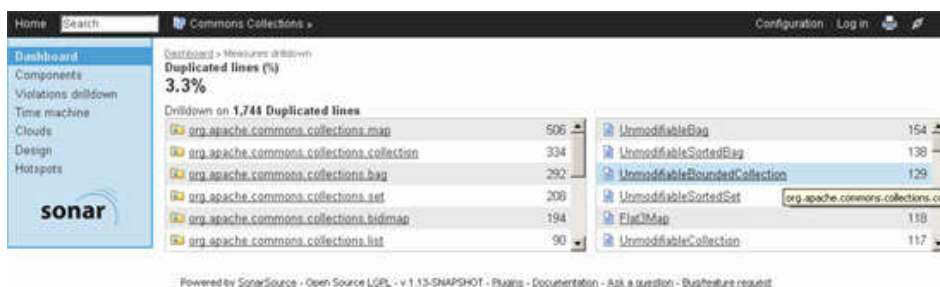 Home Search Commons Collections » Configuration Log in
Dashboard
Components
Violations drilldown
Time machine
Clouds
Design
Hotspots
sonar
Dashboard » Measures drilldown
Duplicated lines (%)
3.3%
Drilldown on 1,744 Duplicated lines
org.apache.commons.collections.map 506
org.apache.commons.collections.collection 334
org.apache.commons.collections.bag 292
org.apache.commons.collections.set 208
org.apache.commons.collections.bidimap 194
org.apache.commons.collections.list 90
UnmodifiableBag 154
UnmodifiableSortedBag 138
UnmodifiableBoundedCollection 129
UnmodifiableSortedSet
org.apache.commons.collections.co
Flat3Map 118
UnmodifiableCollection 117
Powered by SonarSource - Open Source LGPL - v.1.13-SNAPSHOT - Plugins - Documentation - Ask a question - Bug/feature request